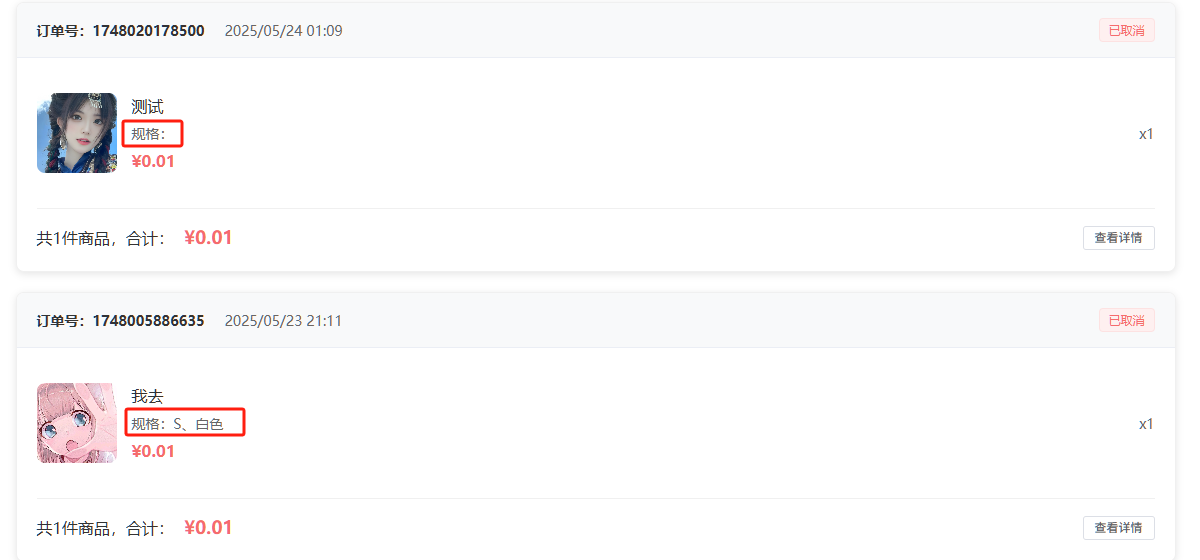 订单号：1748020178500 2025/05/24 01:09 已取消
测试
规格：
¥0.01
x1
共1件商品，合计： ¥0.01 查看详情
订单号：1748005886635 2025/05/23 21:11 已取消
我去
规格：S、白色
¥0.01
x1
共1件商品，合计： ¥0.01 查看详情